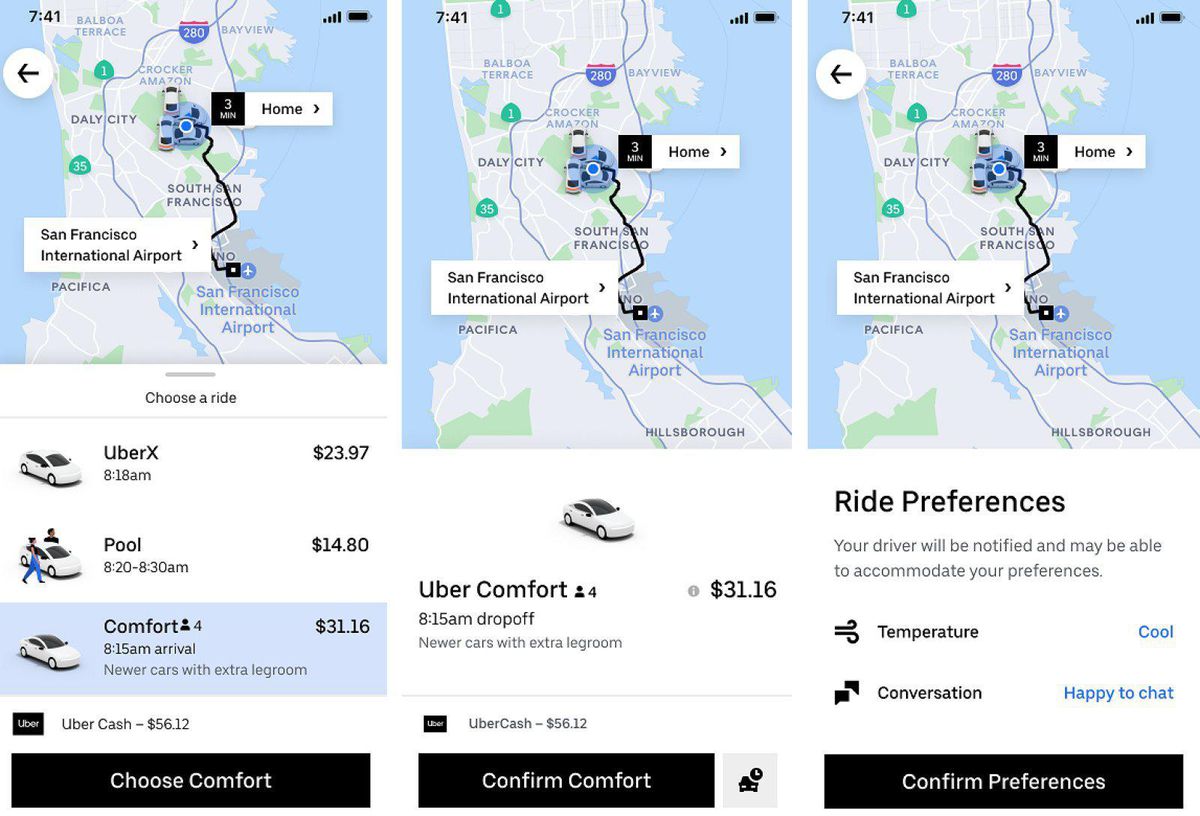 7:41
BALBOA
TERRACE
280
BAYVIEW
1
CROCKER
AMAZON
3
MIN
Home
DALY CITY
35
SOUTH SAN
FRANCISCO
San Francisco
International Airport
NO
PACIFICA
San Francisco
International
Airport
Choose a ride
UberX
$23.97
8:18am
Pool
$14.80
8:20-8:30am
Comfort 4
$31.16
8:15am arrival
Newer cars with extra legroom
Uber
Uber Cash – $56.12
Choose Comfort
7:41
1
BALBOA
TERRACE
280
BAYVIEW
1
CROCKER
AMAZON
3
MIN
Home
DALY CITY
35
SOUTH SAN
FRANCISCO
San Francisco
International Airport
NO
PACIFICA
San Francisco
International
Airport
HILLSBOROUGH
Uber Comfort 4
$31.16
8:15am dropoff
Newer cars with extra legroom
Uber
UberCash – $56.12
Confirm Comfort
7:41
1
BALBOA
TERRACE
280
BAYVIEW
1
CROCKER
AMAZON
3
MIN
Home
DALY CITY
35
SOUTH SAN
FRANCISCO
San Francisco
International Airport
NO
PACIFICA
San Francisco
International
Airport
HILLSBOROUGH
Ride Preferences
Your driver will be notified and may be able
to accommodate your preferences.
Temperature
Cool
Conversation
Happy to chat
Confirm Preferences